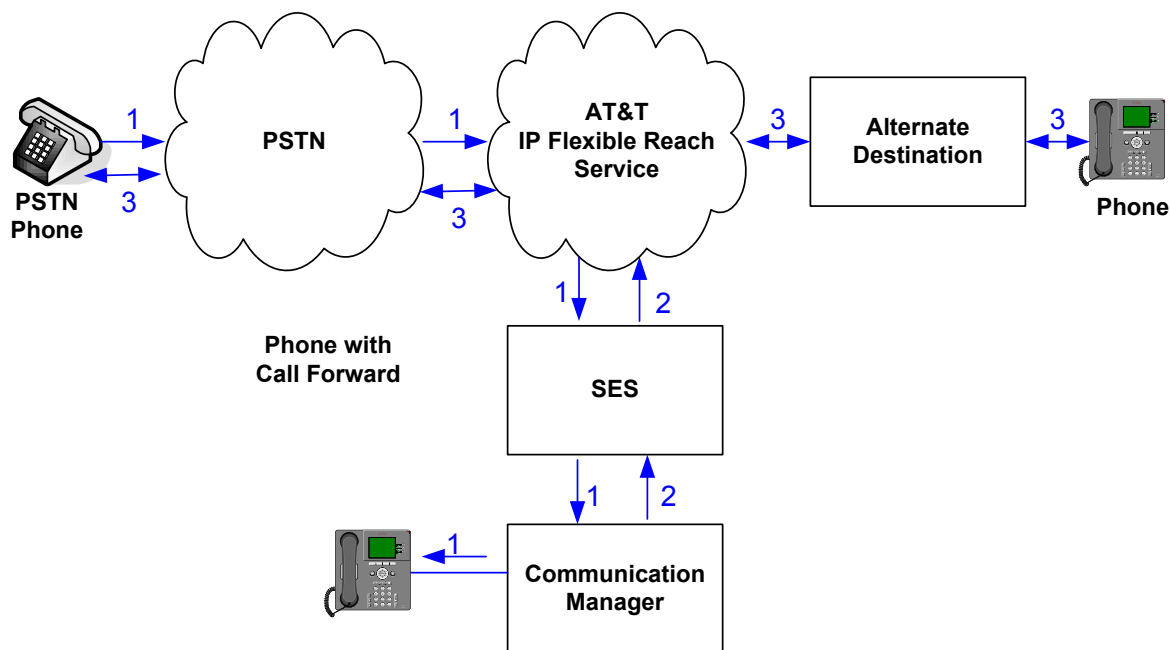 1
PSTN
1
AT&T
IP Flexible Reach
Service
3
Alternate
Destination
3
PSTN
Phone
3
3
Phone
1
2
Phone with
Call Forward
SES
1
2
1
Communication
Manager